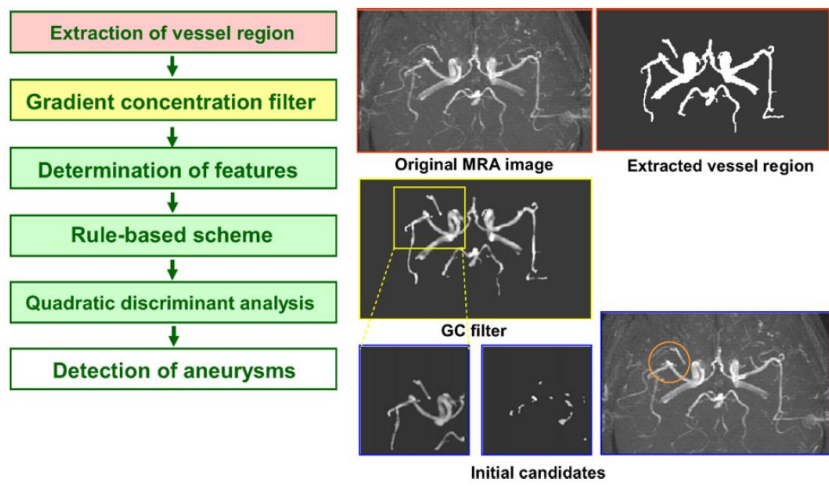 Extraction of vessel region
Gradient concentration filter
Determination of features
Rule-based scheme
Quadratic discriminant analysis
Detection of aneurysms
Original MRA image
Extracted vessel region
GC filter
Initial candidates